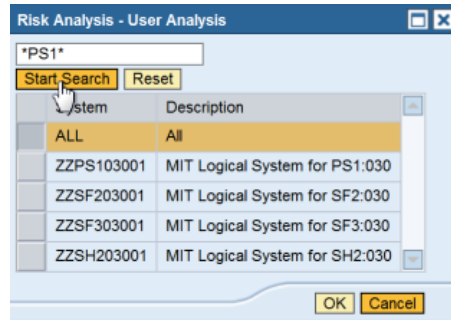 Risk Analysis - User Analysis
*PS1*
Start Search Reset
System Description
ALL All
ZZPS103001 MIT Logical System for PS1:030
ZZSF203001 MIT Logical System for SF2:030
ZZSF303001 MIT Logical System for SF3:030
ZZSH203001 MIT Logical System for SH2:030
OK Cancel